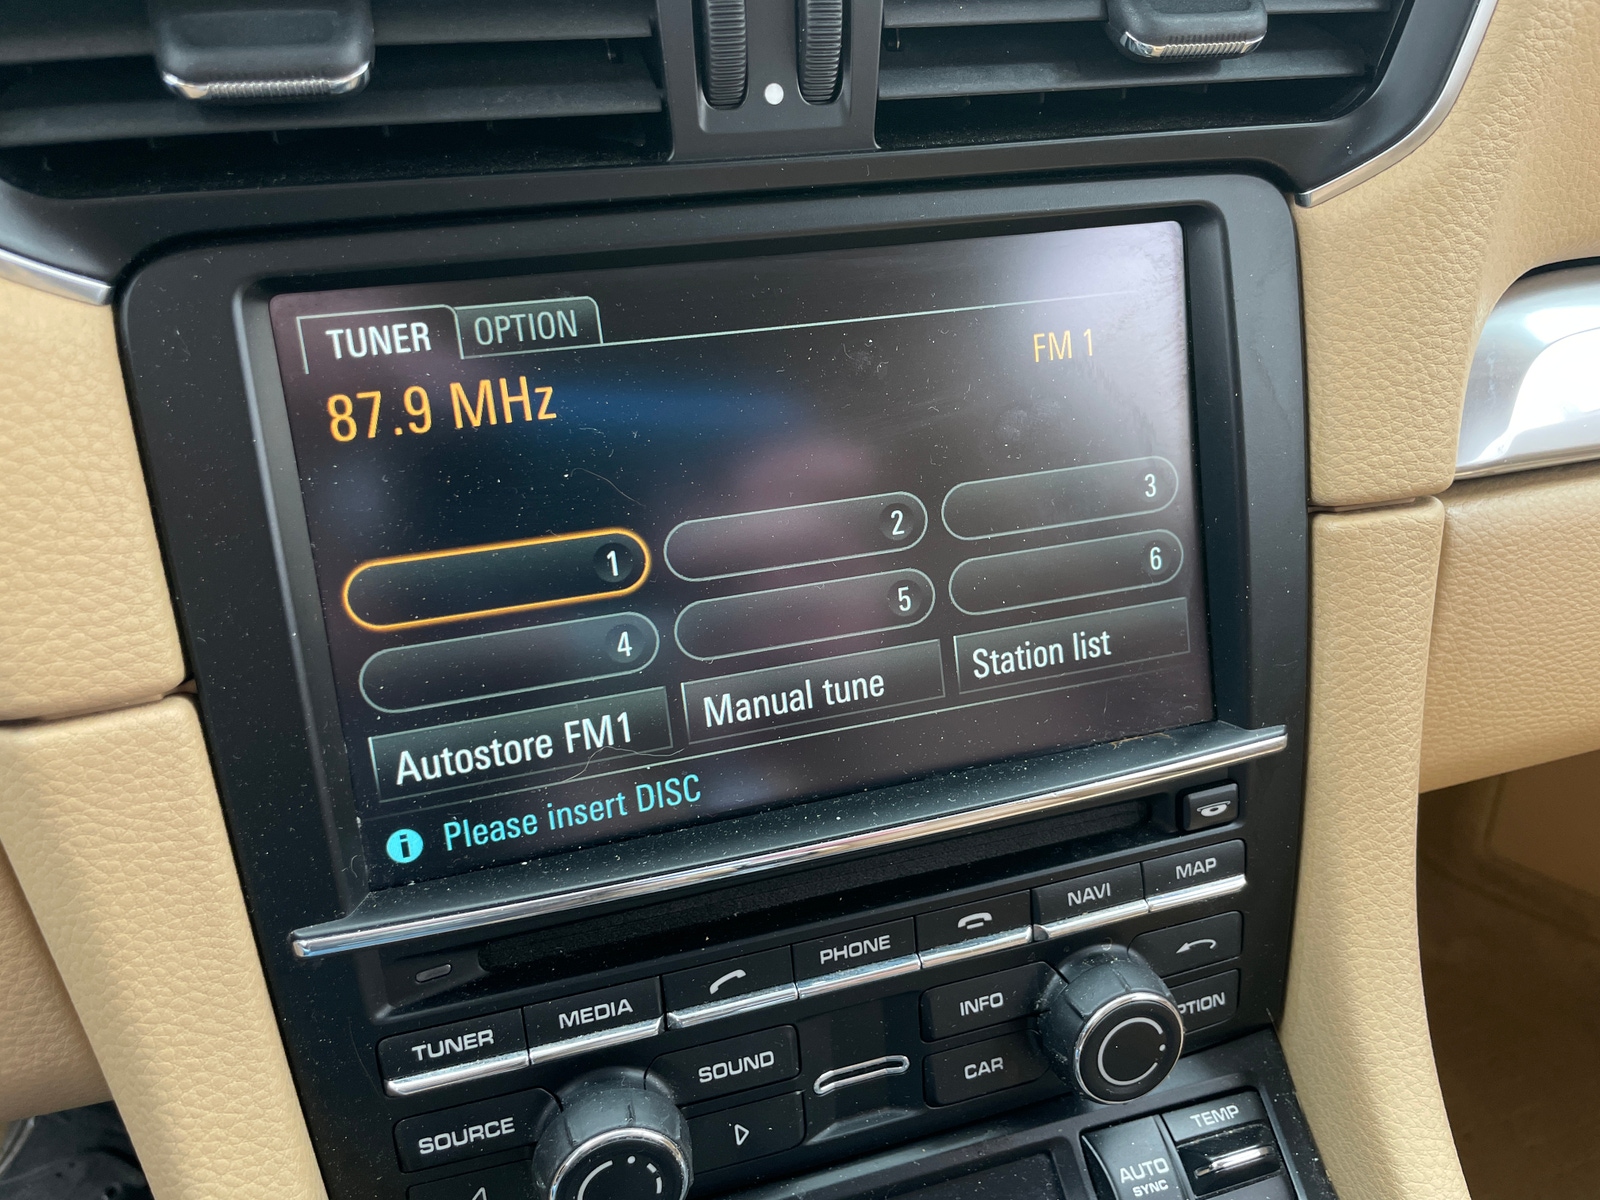 TUNER OPTION
FM 1
87.9 MHz
1 2 3
4 5 6
Autostore FM1 Manual tune Station list
i Please insert DISC
TUNER MEDIA PHONE NAVI MAP
SOURCE SOUND INFO
CAR
TEMP
AUTO
SYNC